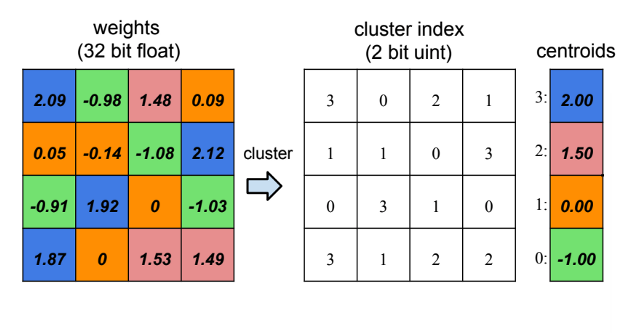 weights
(32 bit float)
cluster index
(2 bit uint)
centroids
2.09 -0.98 1.48 0.09
3 0 2 1
3: 2.00
0.05 -0.14 -1.08 2.12
cluster
1 1 0 3
2: 1.50
-0.91 1.92 0 -1.03
0 3 1 0
1: 0.00
1.87 0 1.53 1.49
3 1 2 2
0: -1.00